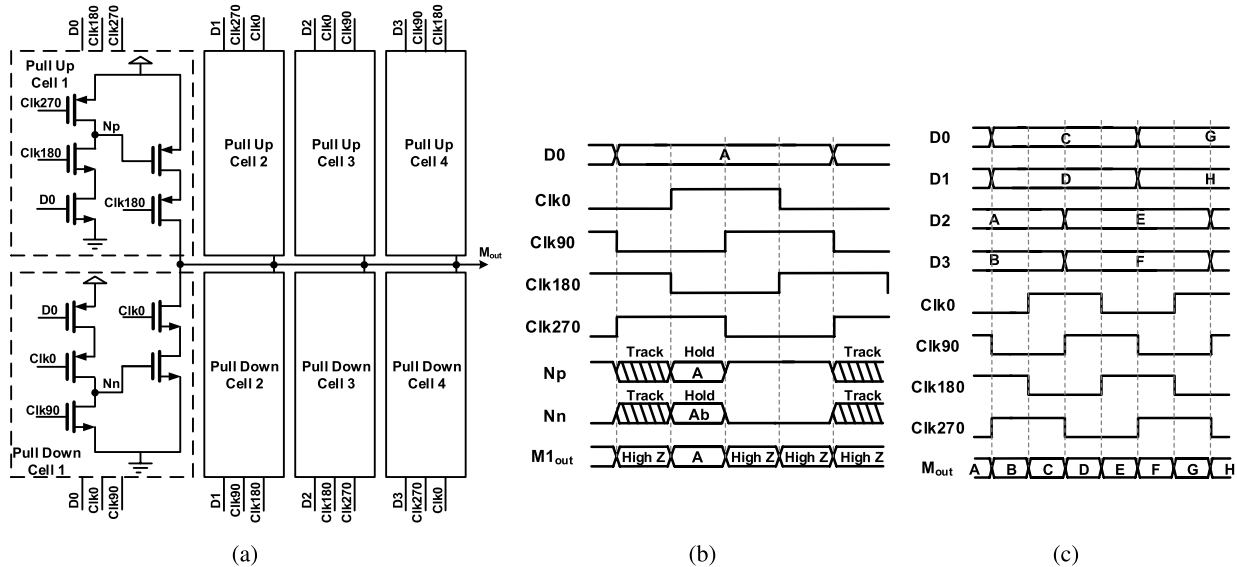 D0
Clk180
Clk270
D1
Clk270
Clk0
D2
Clk0
Clk90
D3
Clk90
Clk180
Pull Up
Cell 1
Clk270
Np
Clk180
D0
Clk180
Pull Up
Cell 2
Pull Up
Cell 3
Pull Up
Cell 4
Mout
D0
Clk0
Clk0
Nn
Clk90
Pull Down
Cell 1
Pull Down
Cell 2
Pull Down
Cell 3
Pull Down
Cell 4
D0
Clk0
Clk90
D1
Clk90
Clk180
D2
Clk180
Clk270
D3
Clk270
Clk0
(a)
D0 A
Clk0
Clk90
Clk180
Clk270
Track Hold Track
Np A
Track Hold Track
Nn Ab
M1out High Z A High Z High Z High Z
(b)
D0 C G
D1 D H
D2 A E
D3 B F
Clk0
Clk90
Clk180
Clk270
Mout A B C D E F G H
(c)